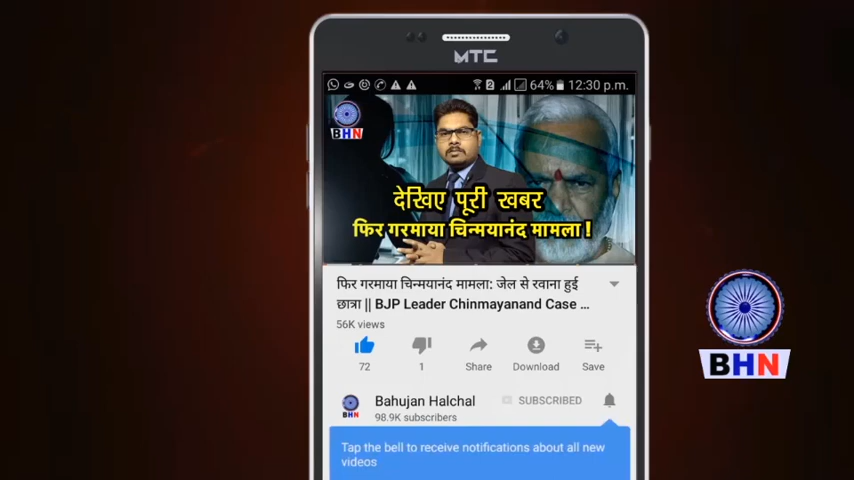 MTC
64% 12:30 p.m.
BHN
देखिए पूरी खबर
फिर गरमाया चिन्मयानंद मामला !
फिर गरमाया चिन्मयानंद मामला: जेल से रवाना हुई
छात्रा || BJP Leader Chinmayanand Case ...
56K views
72 1 Share Download Save
Bahujan Halchal SUBSCRIBED
BHN
98.9K subscribers
Tap the bell to receive notifications about all new
videos
BHN